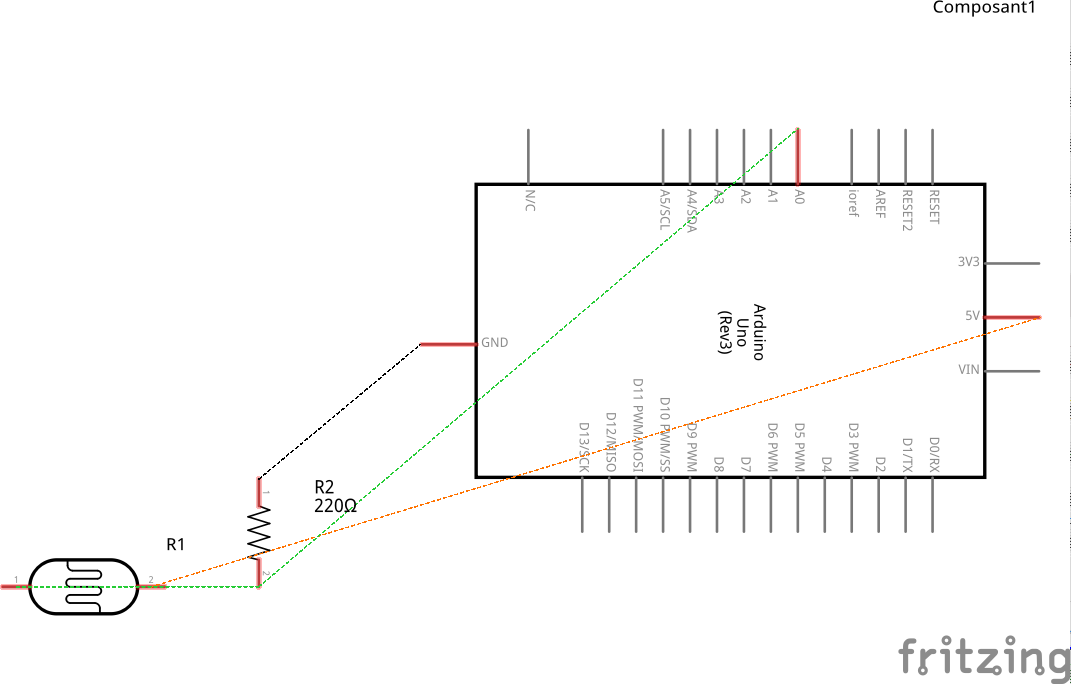 Composant1
N/C
A5/SCL
A4/SDA
A3
A2
A1
A0
ioref
AREF
RESET2
RESET
3V3
5V
VIN
GND
Arduino
Uno
(Rev3)
D13/SCK
D12/MISO
D11 PWM/MOSI
D10 PWM/SS
D9 PWM
D8
D7
D6 PWM
D5 PWM
D4
D3 PWM
D2
D1/TX
D0/RX
1
R2
220Ω
2
R1
1
2
fritzing